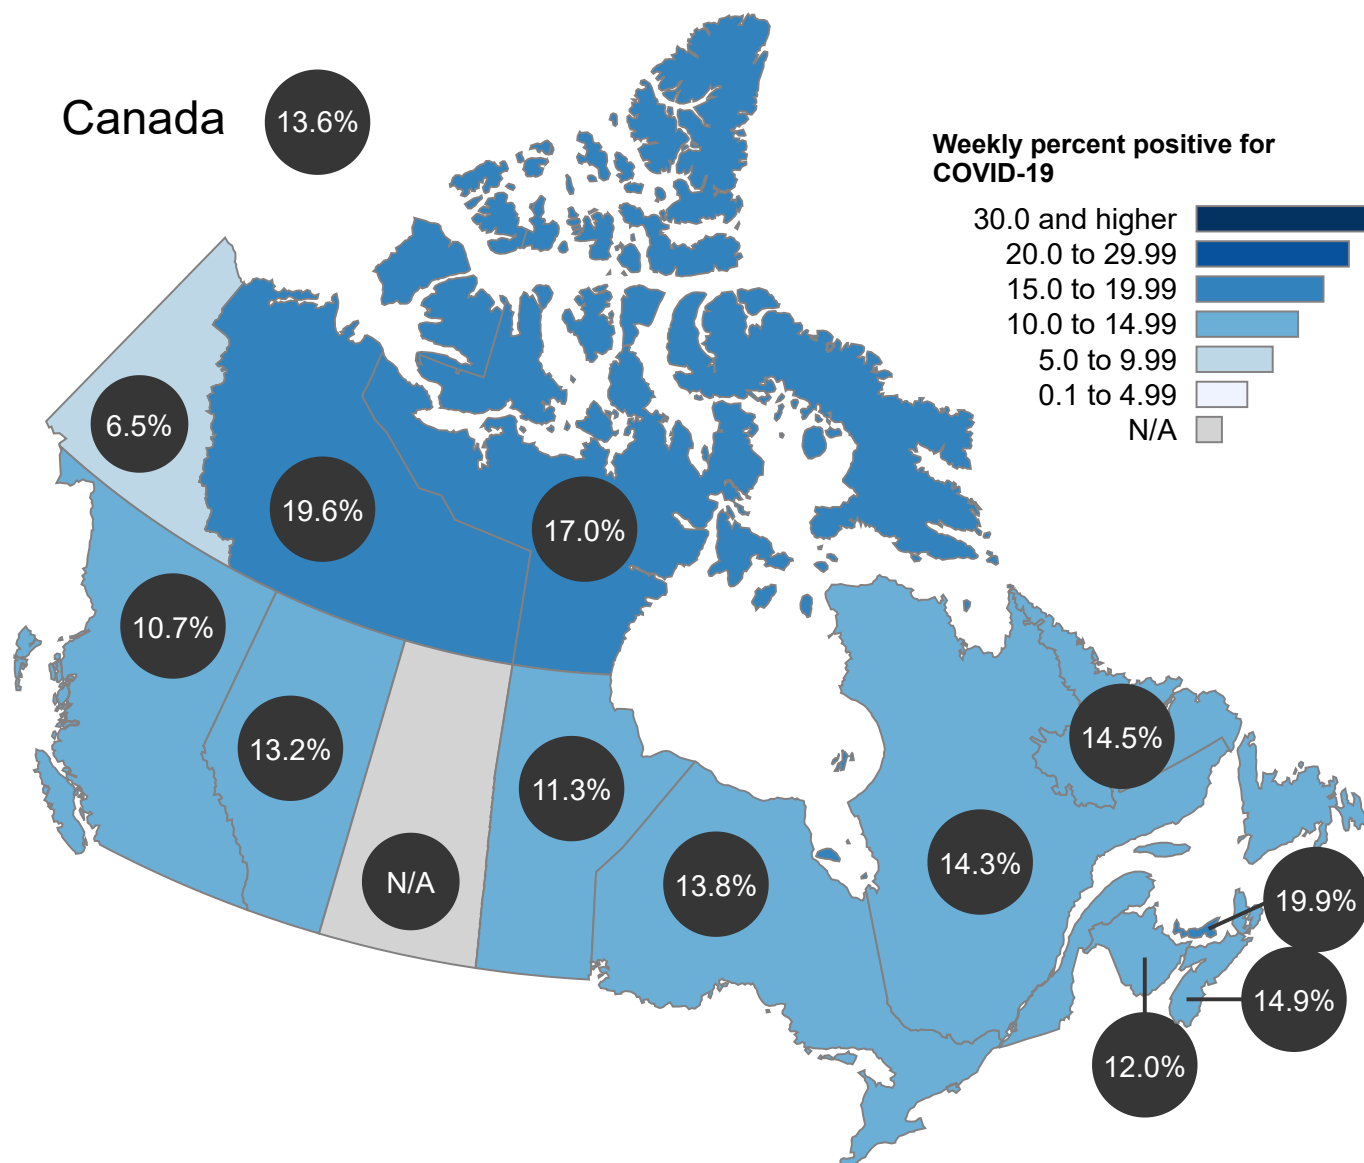 Canada
13.6%
Weekly percent positive for
COVID-19
30.0 and higher
20.0 to 29.99
15.0 to 19.99
10.0 to 14.99
5.0 to 9.99
0.1 to 4.99
N/A
6.5%
19.6%
17.0%
10.7%
13.2%
N/A
11.3%
13.8%
14.3%
14.5%
19.9%
14.9%
12.0%